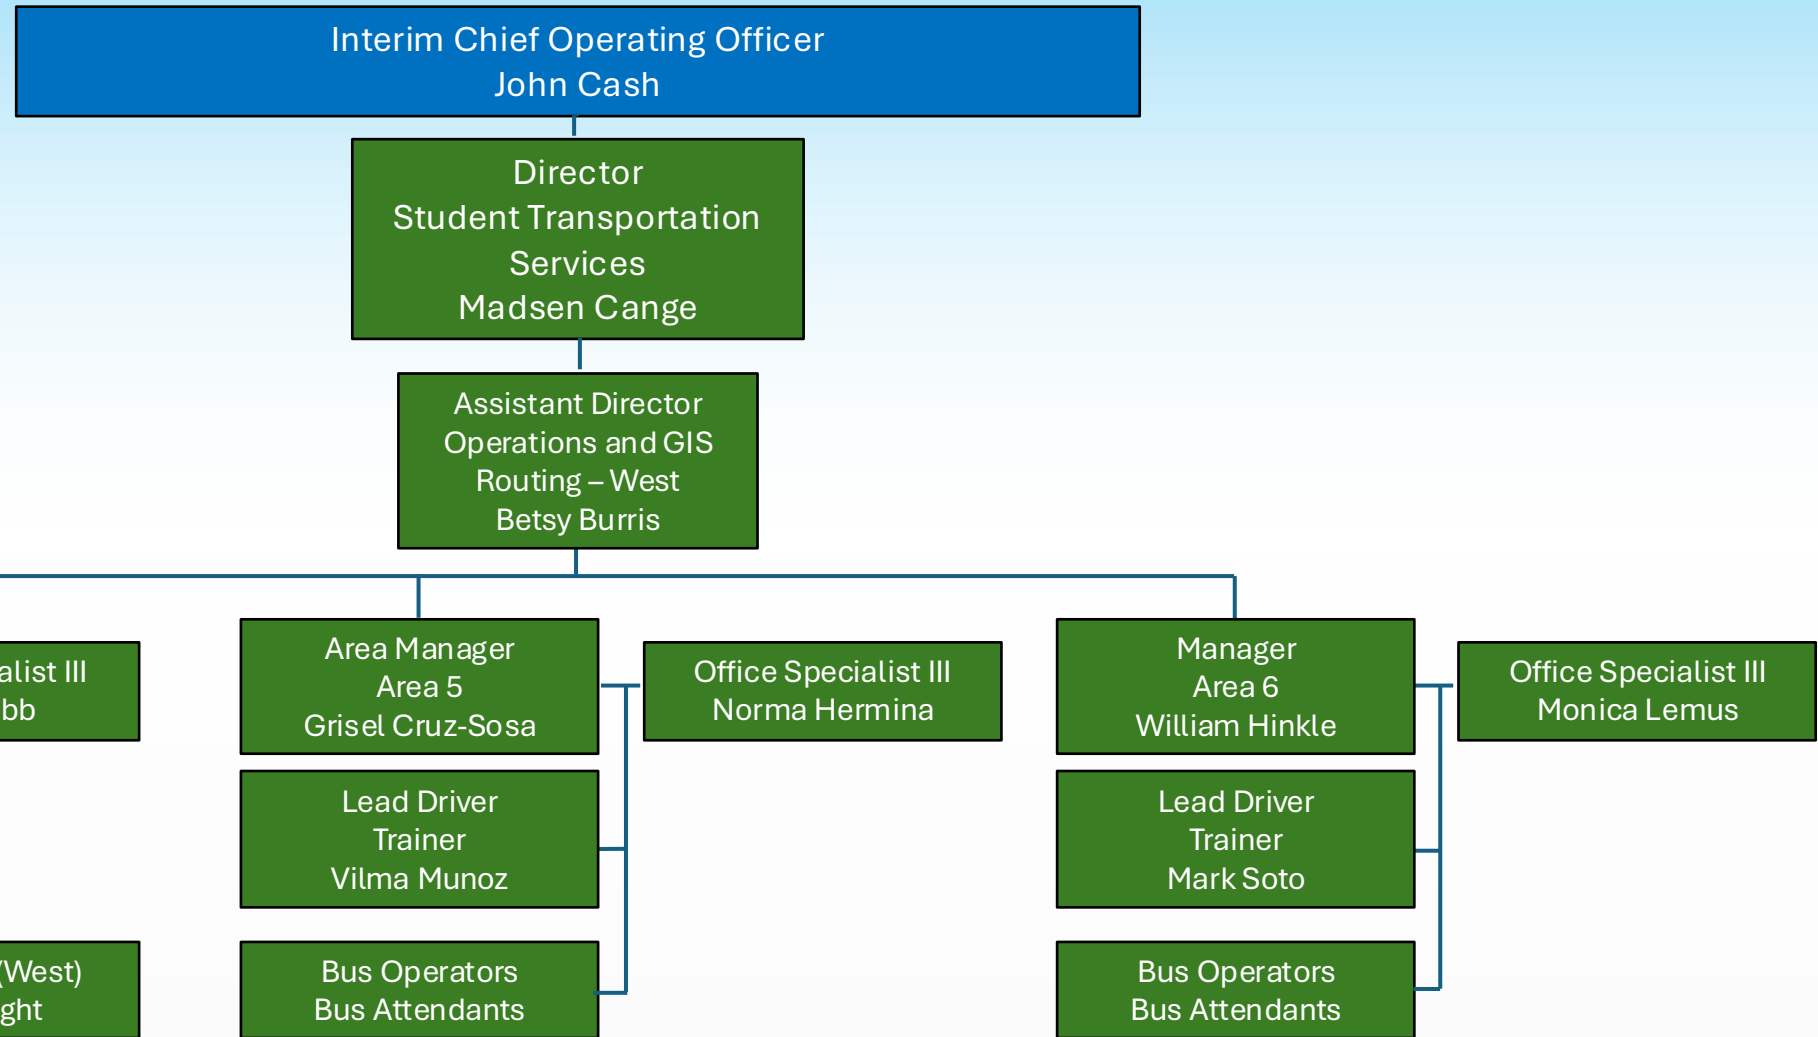 Interim Chief Operating Officer
John Cash
Director
Student Transportation
Services
Madsen Cange
Assistant Director
Operations and GIS
Routing – West
Betsy Burris
III
Area Manager
Area 5
Grisel Cruz-Sosa
Office Specialist III
Norma Hermina
Manager
Area 6
William Hinkle
Office Specialist III
Monica Lemus
Lead Driver
Trainer
Vilma Munoz
Lead Driver
Trainer
Mark Soto
(West)
Bus Operators
Bus Attendants
Bus Operators
Bus Attendants